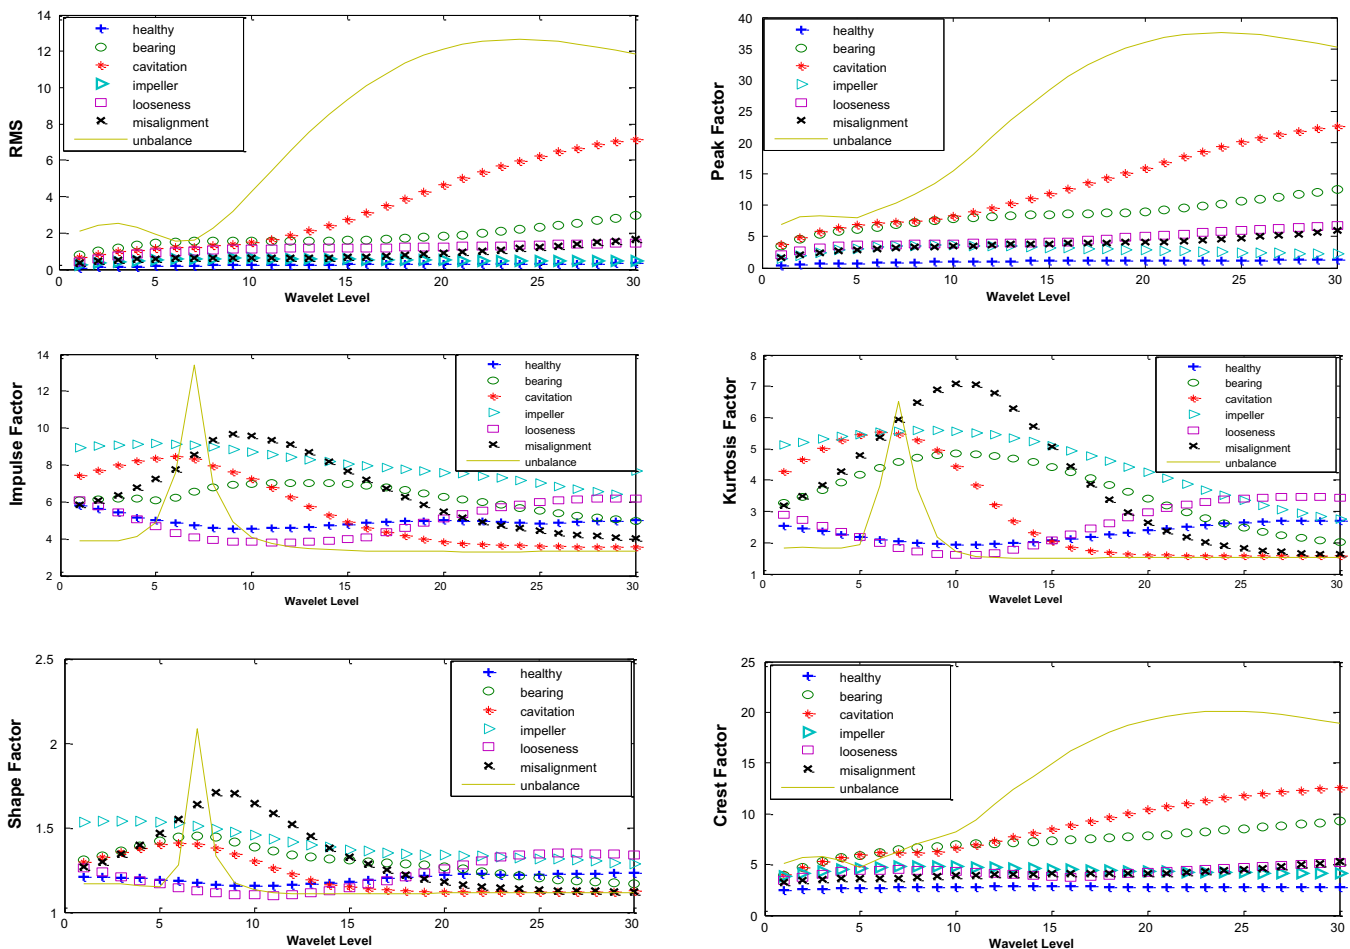 RMS
14
12
10
8
6
4
2
0
healthy
bearing
cavitation
impeller
looseness
misalignment
unbalance
0 5 10 15 20 25 30
Wavelet Level
Peak Factor
40
35
30
25
20
15
10
5
0
healthy
bearing
cavitation
impeller
looseness
misalignment
unbalance
0 5 10 15 20 25 30
Wavelet Level
Impulse Factor
14
12
10
8
6
4
2
healthy
bearing
cavitation
impeller
looseness
misalignment
unbalance
0 5 10 15 20 25 30
Wavelet Level
Kurtosis Factor
8
7
6
5
4
3
2
1
healthy
bearing
cavitation
impeller
looseness
misalignment
unbalance
0 5 10 15 20 25 30
Wavelet Level
Shape Factor
2.5
2
1.5
1
healthy
bearing
cavitation
impeller
looseness
misalignment
unbalance
0 5 10 15 20 25 30
Wavelet Level
Crest Factor
25
20
15
10
5
0
healthy
bearing
cavitation
impeller
looseness
misalignment
unbalance
0 5 10 15 20 25 30
Wavelet Level